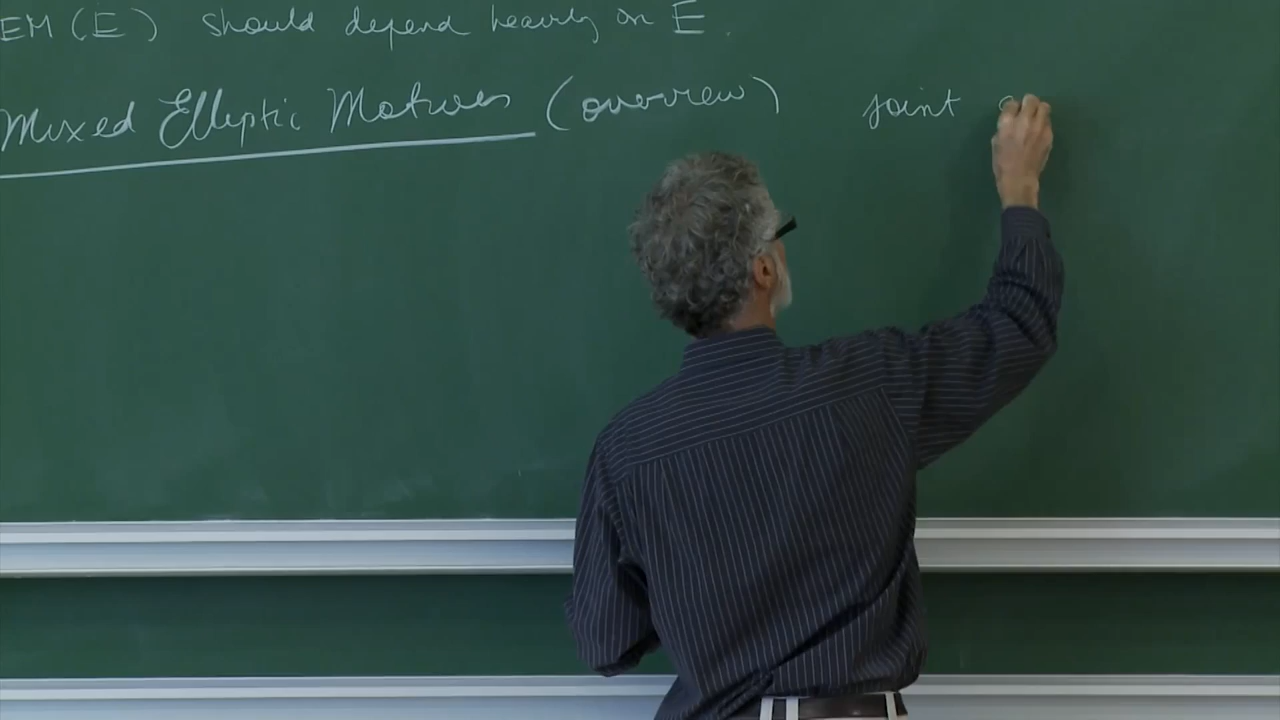 EM (E) should depend heavily on E.
Mixed Elliptic Motives (overview) joint